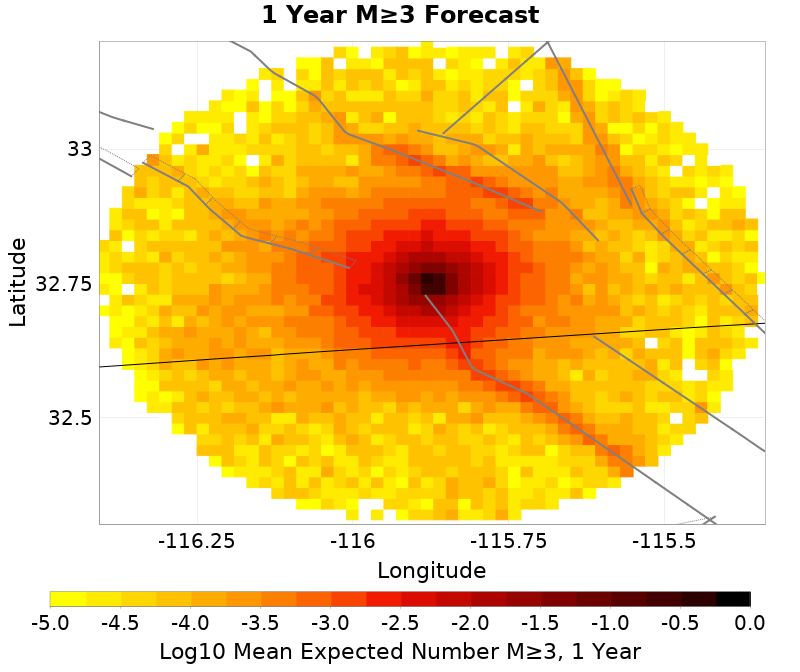 1 Year M≥3 Forecast
Latitude
33
32.75
32.5
-116.25 -116 -115.75 -115.5
Longitude
-5.0 -4.5 -4.0 -3.5 -3.0 -2.5 -2.0 -1.5 -1.0 -0.5 0.0
Log10 Mean Expected Number M≥3, 1 Year